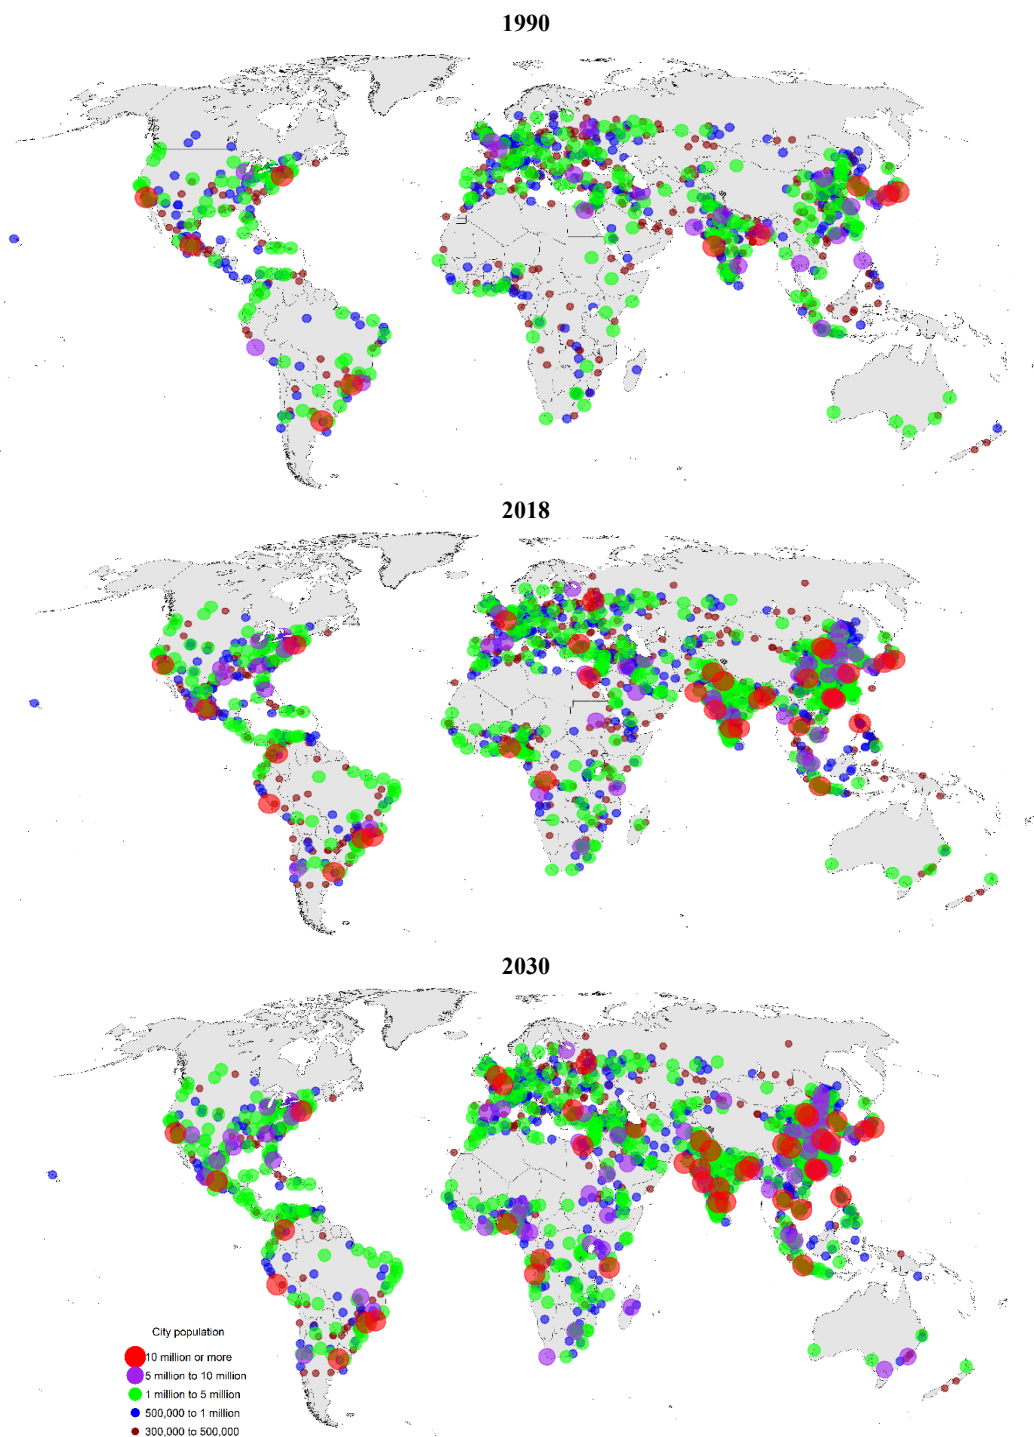 1990
2018
2030
City population
10 million or more
5 million to 10 million
1 million to 5 million
500,000 to 1 million
300,000 to 500,000